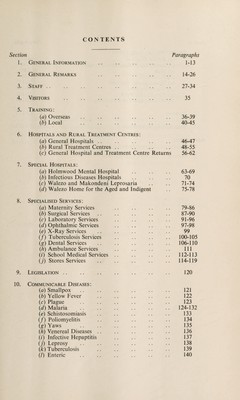 CONTENTS
Section Paragraphs
1. GENERAL INFORMATION .. .. .. .. .. 1-13
2. GENERAL REMARKS .. .. .. .. .. 14-26
3. STAFF .. .. .. .. .. .. .. 27-34
4. VISITORS .. .. .. .. .. .. 35
5. TRAINING:
(a) Overseas .. .. .. .. .. 36-39
(b) Local .. .. .. .. .. 40-45
6. HOSPITALS AND RURAL TREATMENT CENTRES:
(a) General Hospitals .. .. .. .. .. 46-47
(b) Rural Treatment Centres .. .. .. .. 48-55
(c) General Hospital and Treatment Centre Returns 56-62
7. SPECIAL HOSPITALS:
(a) Holmwood Mental Hospital .. .. .. 63-69
(b) Infectious Diseases Hospitals .. .. .. 70
(c) Walezo and Makondeni Leprosaria .. .. 71-74
(d) Walezo Home for the Aged and Indigent .. 75-78
8. SPECIALISED SERVICES:
(a) Maternity Services .. .. .. .. 79-86
(b) Surgical Services .. .. .. .. .. 87-90
(c) Laboratory Services .. .. .. .. 91-96
(d) Ophthalmic Services .. .. .. .. 97-98
(e) X-Ray Services .. .. .. .. .. 99
(f) Tuberculosis Services .. .. .. .. 100-105
(g) Dental Services .. .. .. .. .. 106-110
(h) Ambulance Services .. .. .. .. 111
(i) School Medical Services .. .. .. .. 112-113
(j) Stores Services .. .. .. .. .. 114-119
9. LEGISLATION .. .. .. .. .. .. 120
10. COMMUNICABLE DISEASES:
(a) Smallpox .. .. .. .. .. 121
(b) Yellow Fever .. .. .. .. .. 122
(c) Plague .. .. .. .. .. 123
(d) Malaria .. .. .. .. .. 124-132
(e) Schistosomiasis .. .. .. .. .. 133
(f) Poliomyelitis .. .. .. .. .. 134
(g) Yaws .. .. .. .. .. 135
(h) Venereal Diseases .. .. .. .. .. 136
(i) Infective Hepaptitis .. .. .. .. 137
(j) Leprosy .. .. .. .. .. 138
(k) Tuberculosis .. .. .. .. .. 139
(l) Enteric .. .. .. .. .. 140